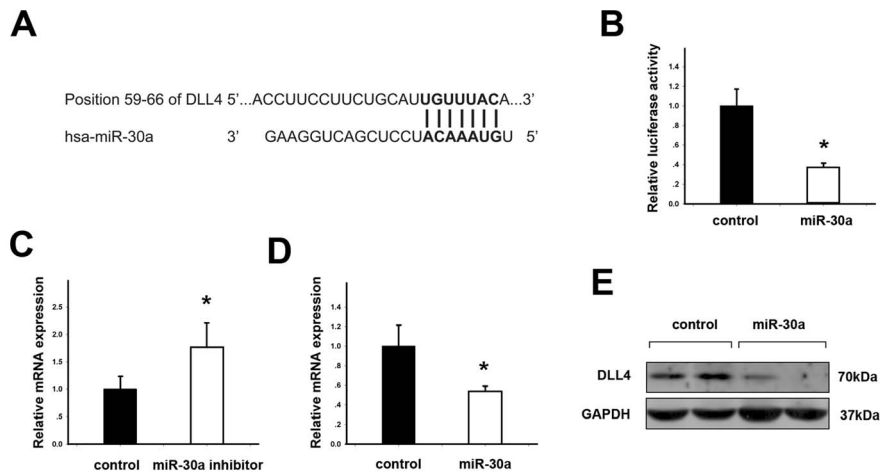 A
Position 59-66 of DLL4 5’...ACCUUCCUUCUGCAUUGUUUACA...3’
hsa-miR-30a 3’ GAAGGUCAGCUCCUACAAAUGU 5’
B
Relative luciferase activity
1.4
1.2
1.0
.8
.6
.4
.2
0.0
*
control miR-30a
C
Relative mRNA expression
2.5
2.0
1.5
1.0
.5
0.0
*
control miR-30a inhibitor
D
Relative mRNA expression
1.6
1.4
1.2
1.0
.8
.6
.4
.2
0.0
*
control miR-30a
E
control miR-30a
DLL4 70kDa
GAPDH 37kDa